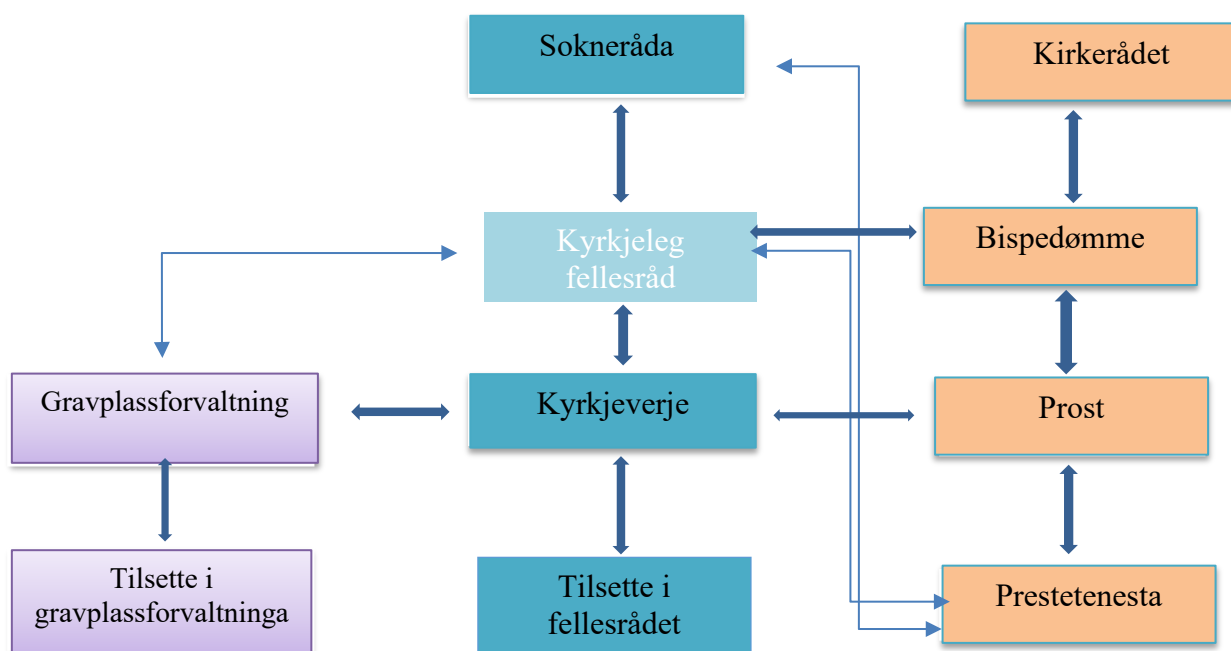 Sokneråda
Kirkerådet
Kyrkjeleg
fellesråd
Bispedømme
Gravplassforvaltning
Kyrkjeverje
Prost
Tilsette i
gravplassforvaltninga
Tilsette i
fellesrådet
Prestetenesta